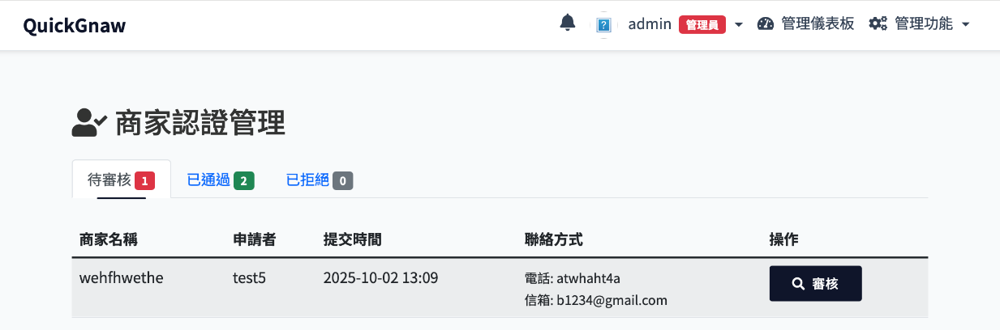 QuickGnaw
admin 管理員 管理儀表板 管理功能
商家認證管理
待審核 1 已通過 2 已拒絕 0
商家名稱 申請者 提交時間 聯絡方式 操作
wehfhwethe test5 2025-10-02 13:09 電話: atwhaht4a 審核
信箱: b1234@gmail.com